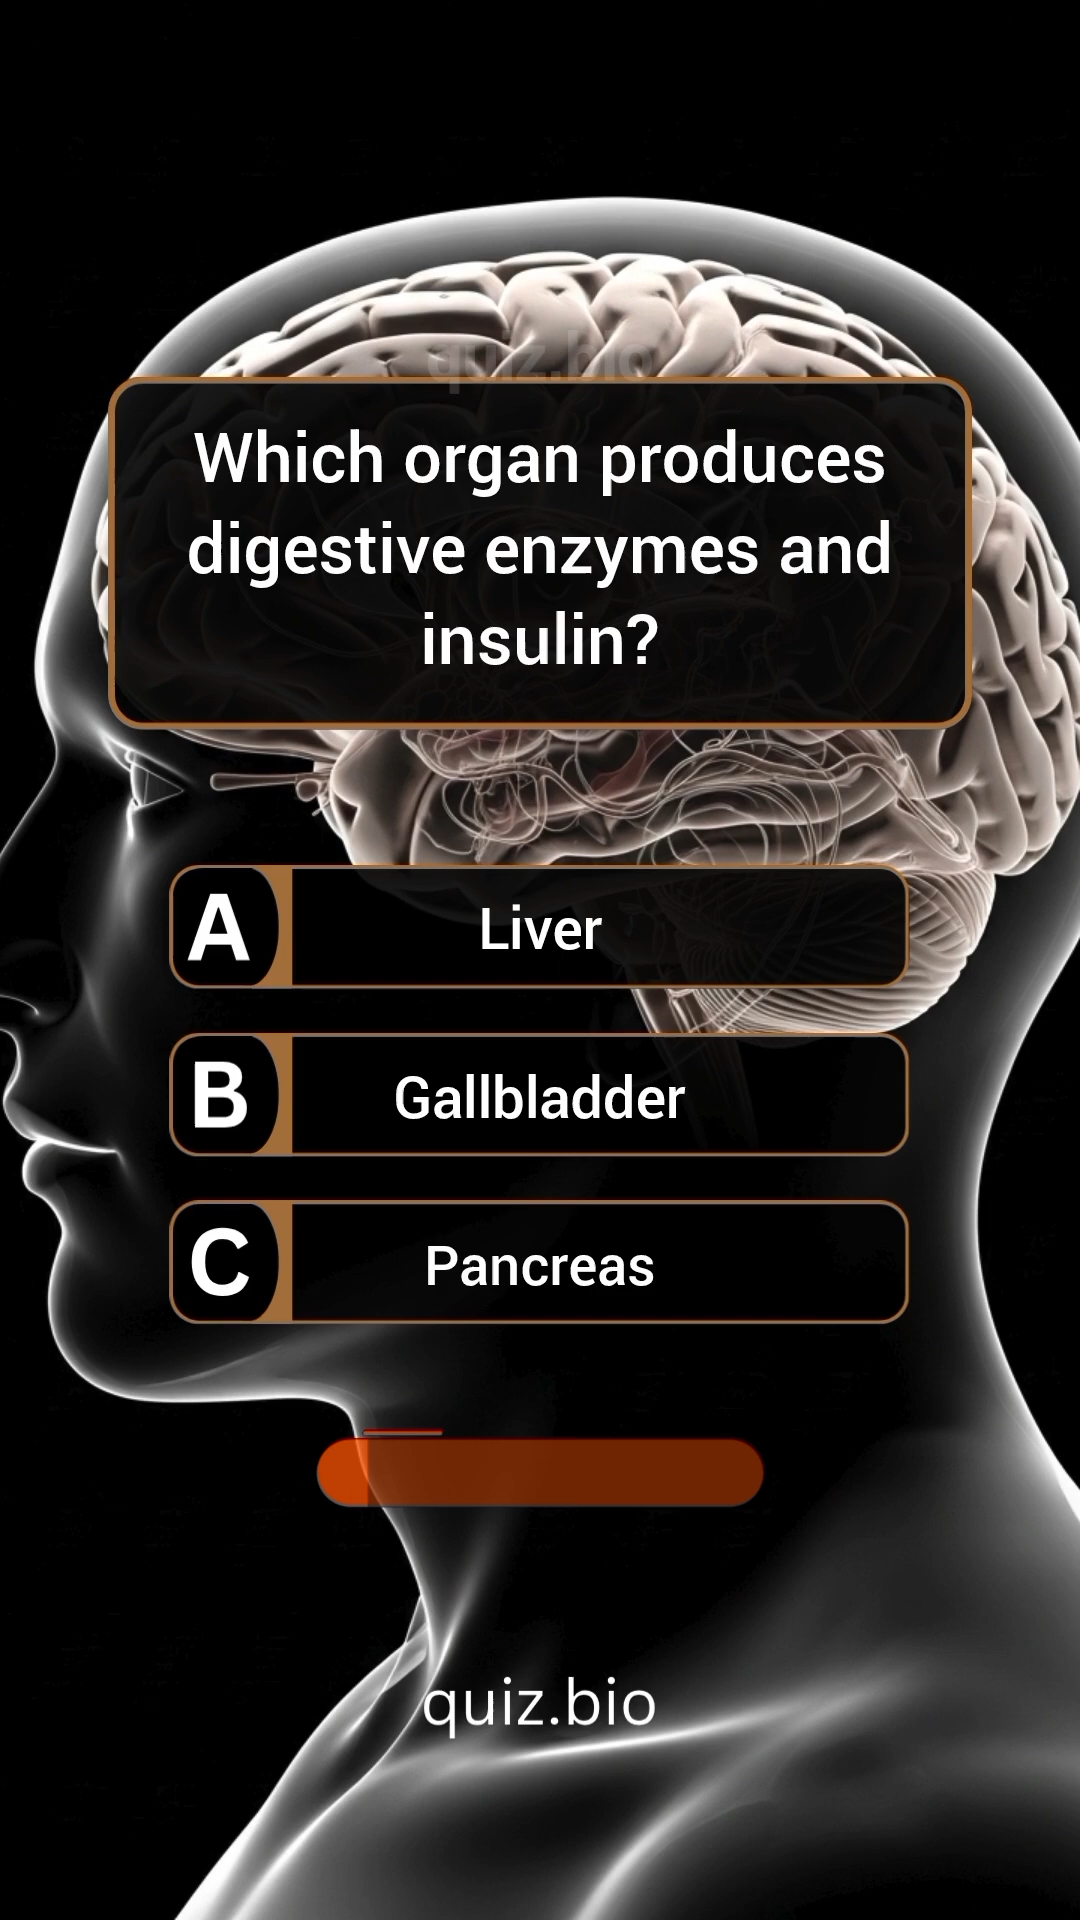 quiz.bio
Which organ produces
digestive enzymes and
insulin?
A Liver
B Gallbladder
C Pancreas
quiz.bio